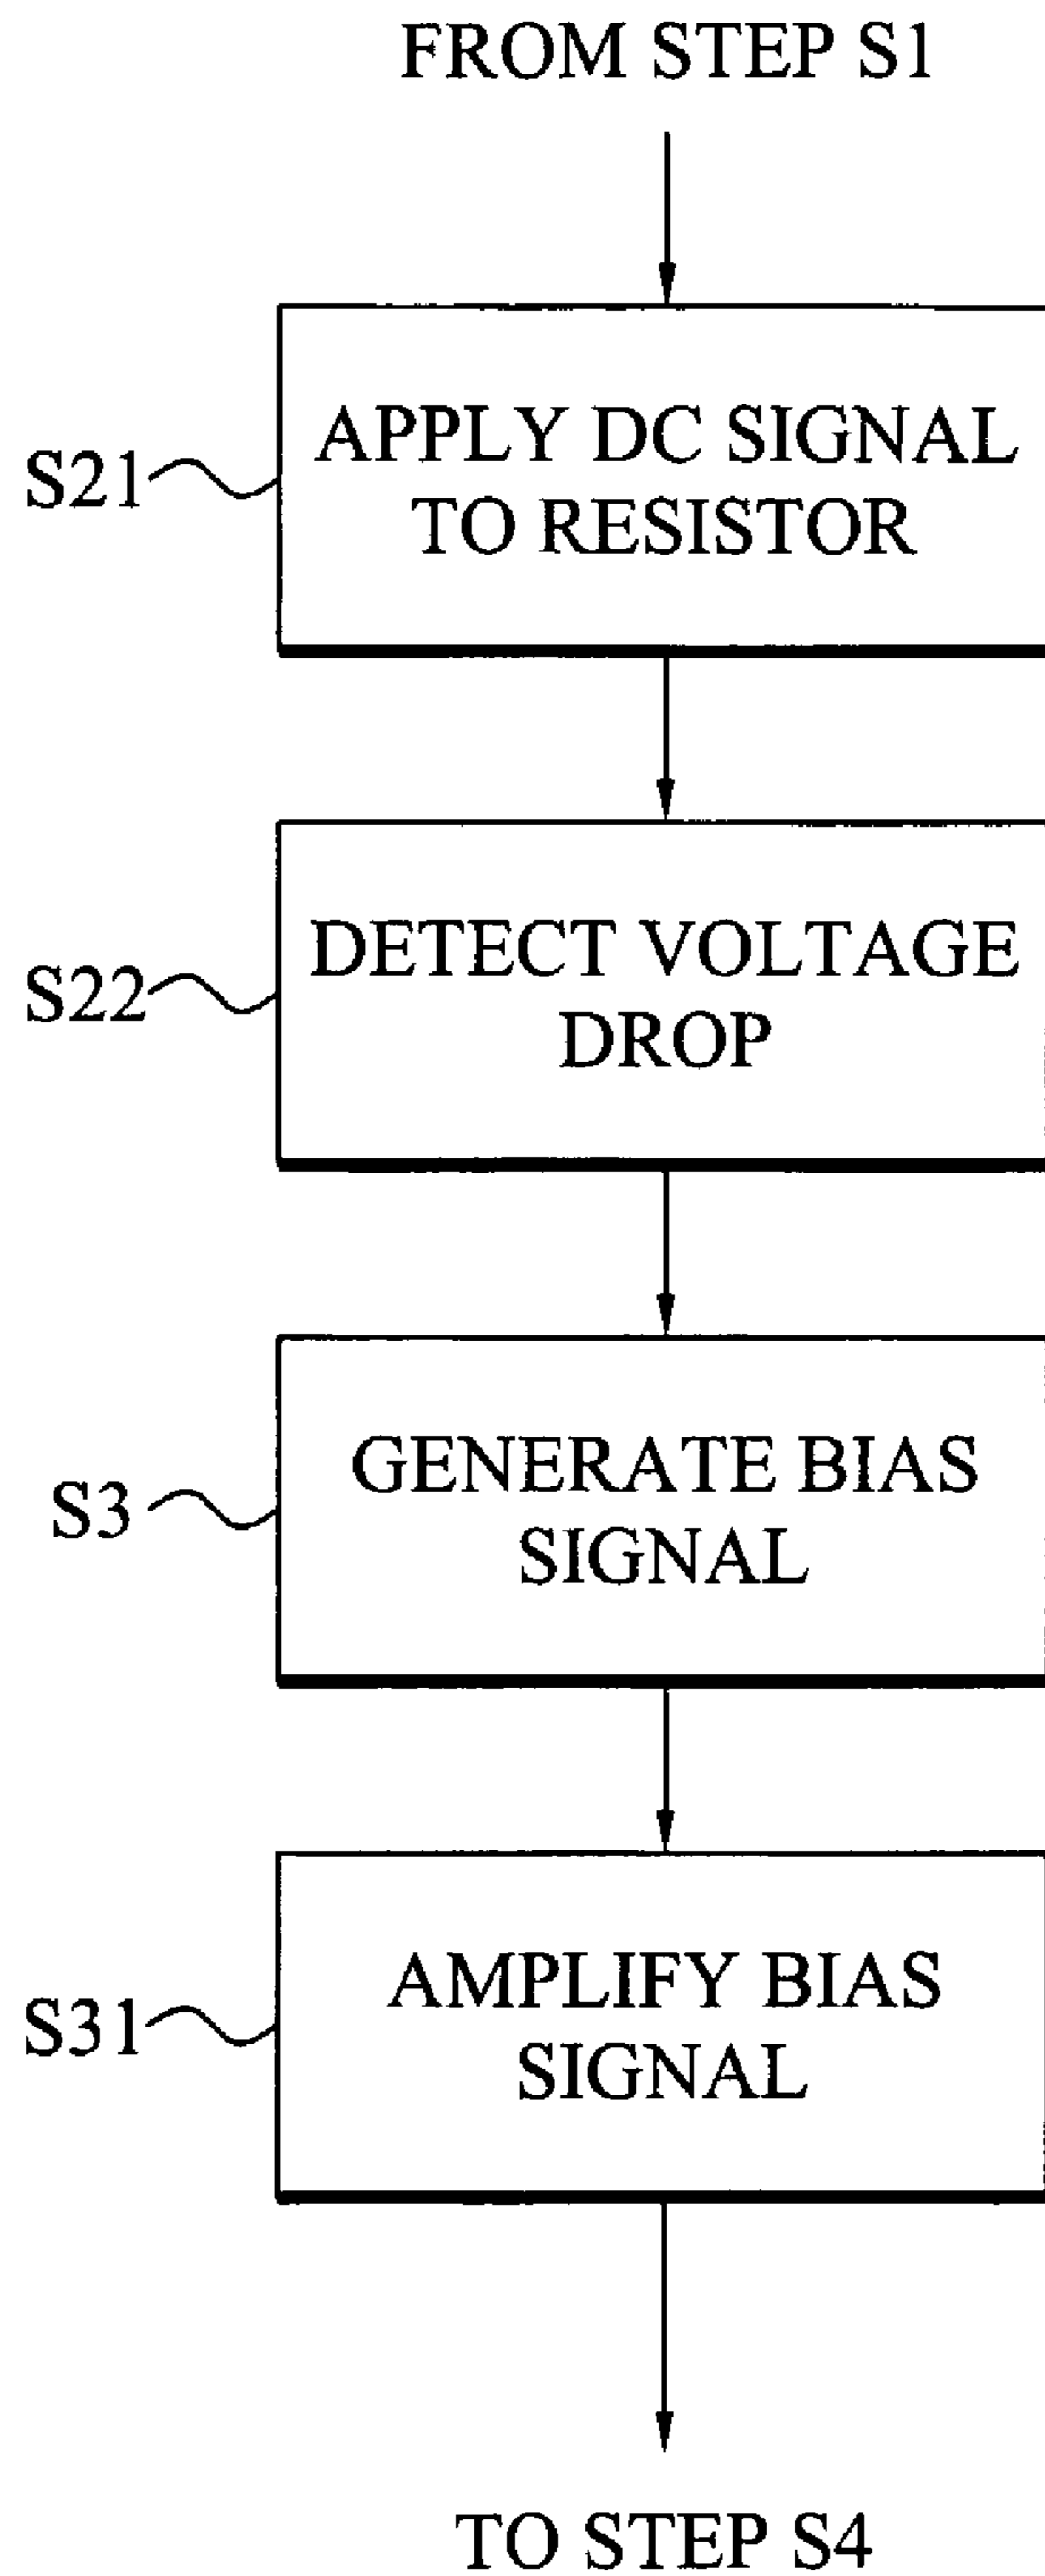 FROM STEP S1
S21
APPLY DC SIGNAL
TO RESISTOR
S22
DETECT VOLTAGE
DROP
S3
GENERATE BIAS
SIGNAL
S31
AMPLIFY BIAS
SIGNAL
TO STEP S4